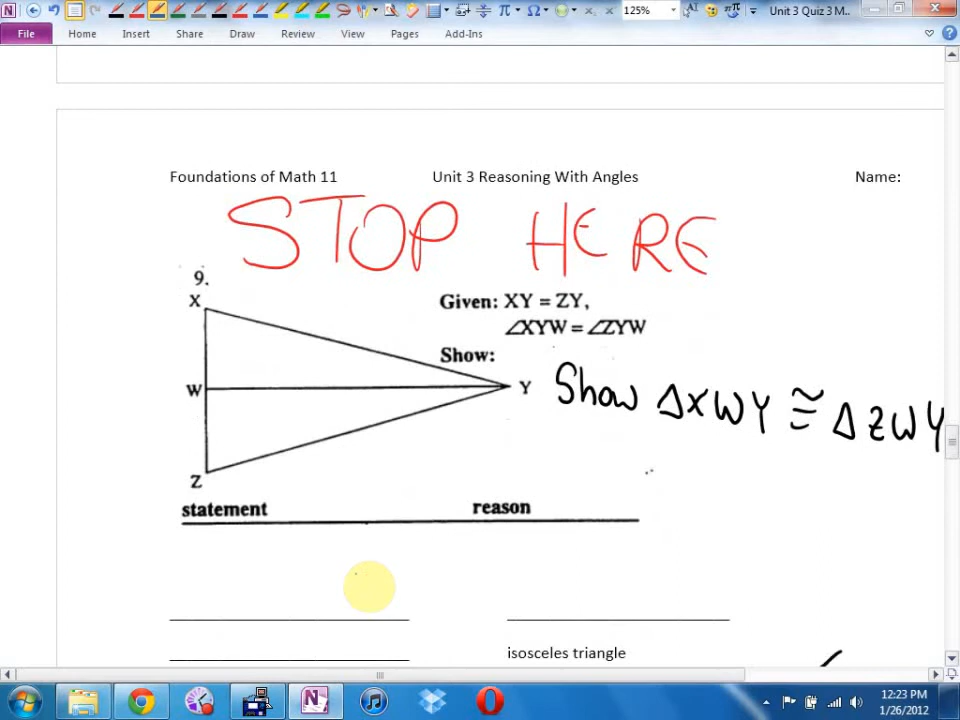 125% Unit 3 Quiz 3 M..
File Home Insert Share Draw Review View Pages Add-Ins
Foundations of Math 11 Unit 3 Reasoning With Angles Name:
STOP HERE
9.
X
Given: XY = ZY,
∠XYW = ∠ZYW
Show:
W Y Show ΔXWY ≅ ΔZWY
Z
statement reason
isosceles triangle
12:23 PM
1/26/2012